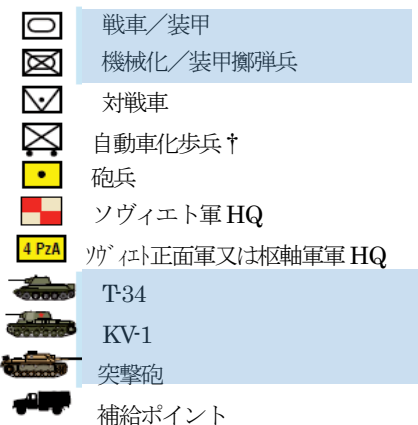 戦車／装甲
機械化／装甲擲弾兵
対戦車
自動車化歩兵†
砲兵
ソヴィエト軍HQ
4 PzA ｿｳﾞｨｴﾄ正面軍又は枢軸軍軍HQ
T-34
KV-1
突撃砲
補給ポイント